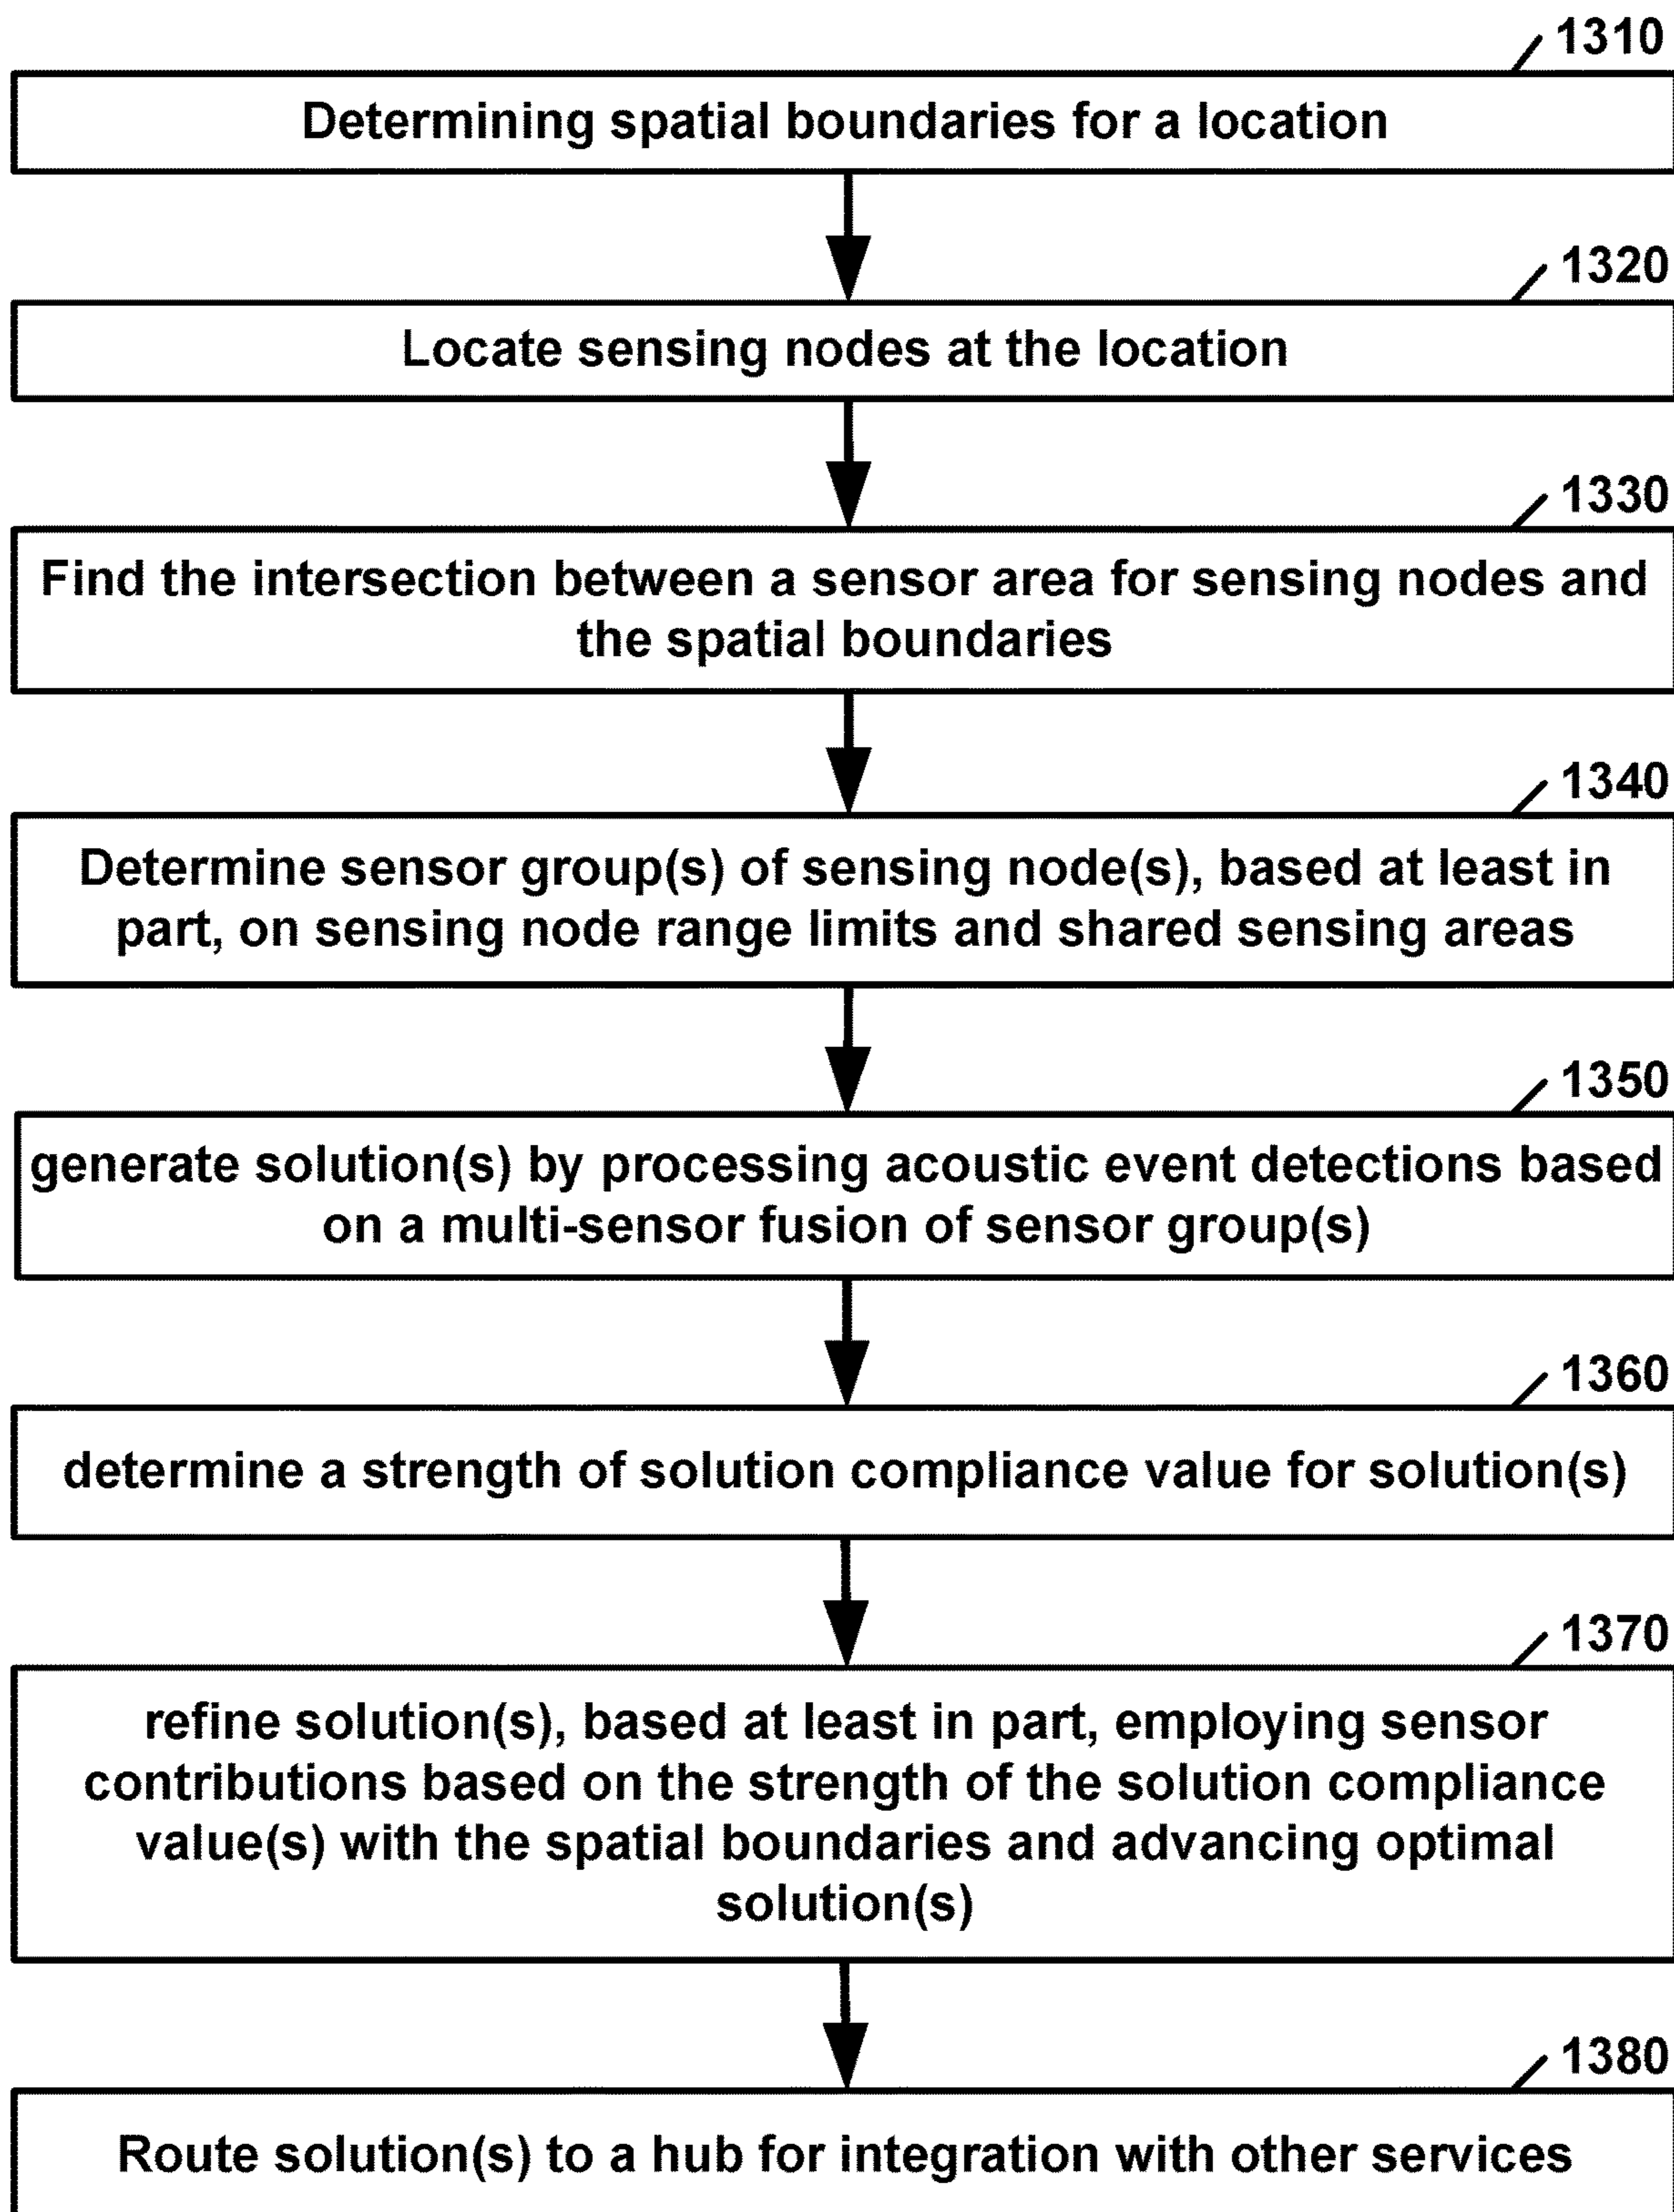 1310
Determining spatial boundaries for a location
1320
Locate sensing nodes at the location
1330
Find the intersection between a sensor area for sensing nodes and
the spatial boundaries
1340
Determine sensor group(s) of sensing node(s), based at least in
part, on sensing node range limits and shared sensing areas
1350
generate solution(s) by processing acoustic event detections based
on a multi-sensor fusion of sensor group(s)
1360
determine a strength of solution compliance value for solution(s)
1370
refine solution(s), based at least in part, employing sensor
contributions based on the strength of the solution compliance
value(s) with the spatial boundaries and advancing optimal
solution(s)
1380
Route solution(s) to a hub for integration with other services